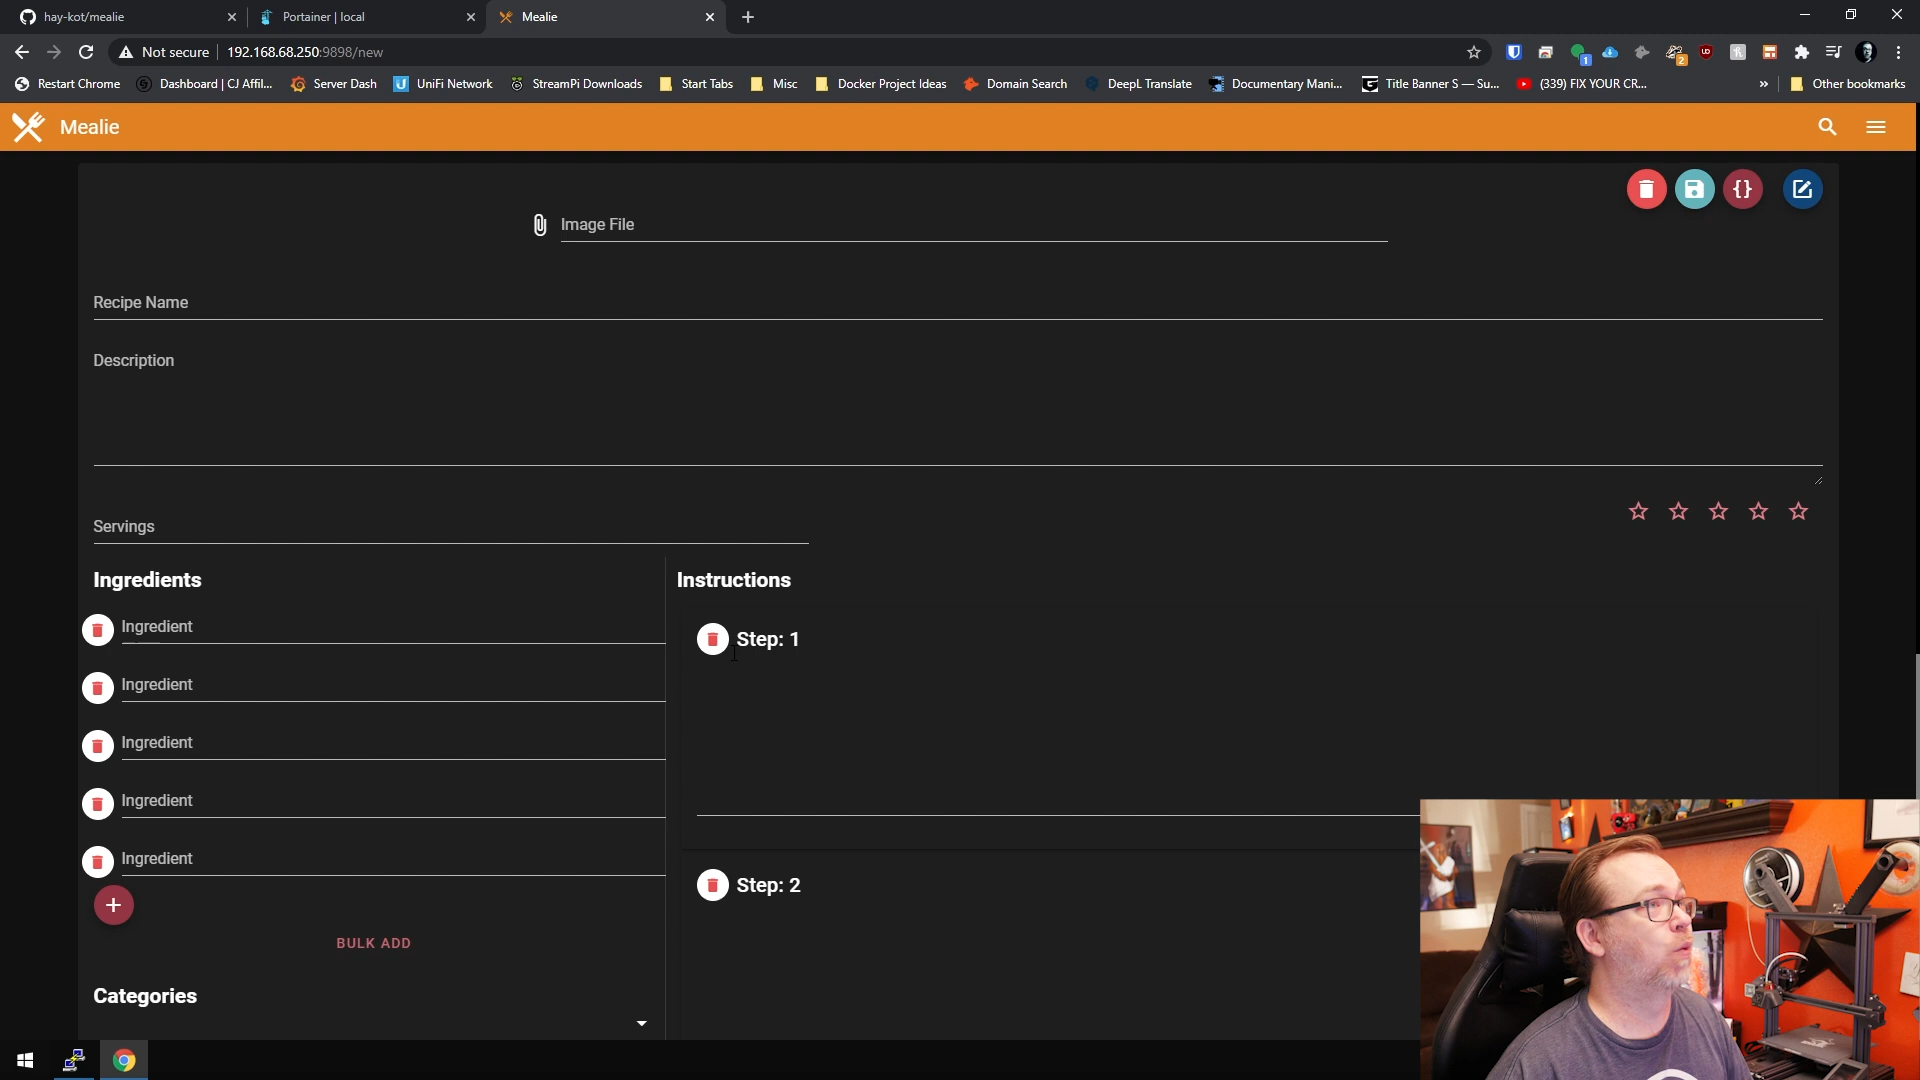 hay-kot/mealie
Portainer | local
Mealie
Not secure
192.168.68.250:9898/new
Restart Chrome
Dashboard | CJ Affil...
Server Dash
UniFi Network
StreamPi Downloads
Start Tabs
Misc
Docker Project Ideas
Domain Search
DeepL Translate
Documentary Mani...
Title Banner S — Su...
(339) FIX YOUR CR...
»
Other bookmarks
Mealie
Image File
Recipe Name
Description
Servings
Ingredients
Instructions
Ingredient
Step: 1
Ingredient
Ingredient
Ingredient
Ingredient
Step: 2
BULK ADD
Categories